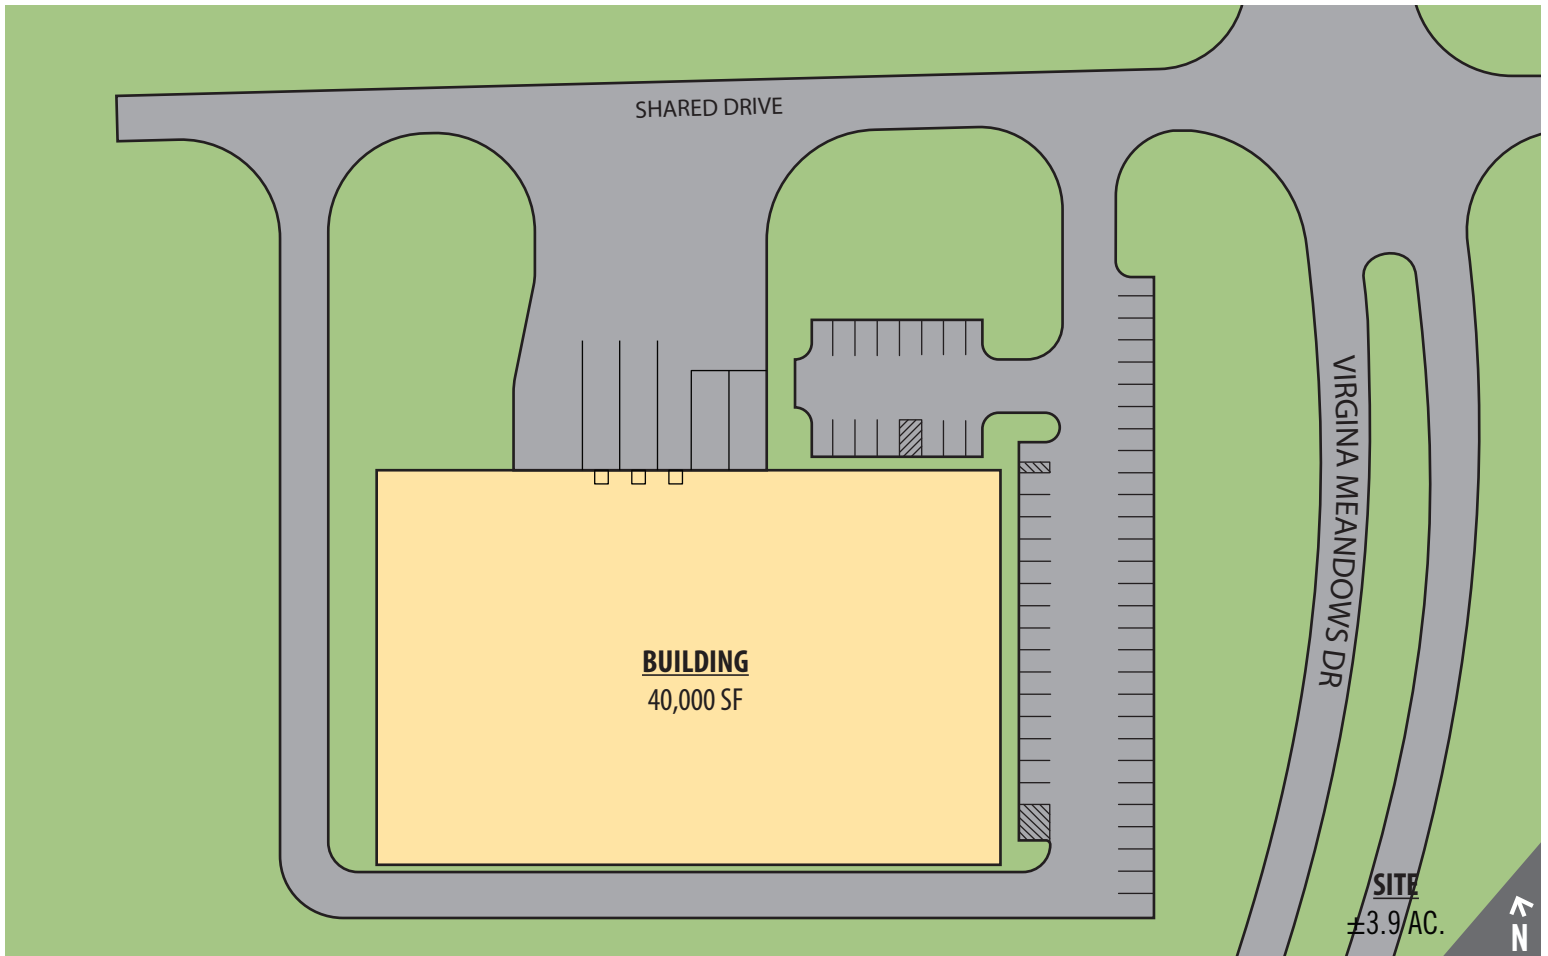 SHARED DRIVE
VIRGINA MEANDOWS DR
BUILDING
40,000 SF
SITE
±3.9 AC.
N